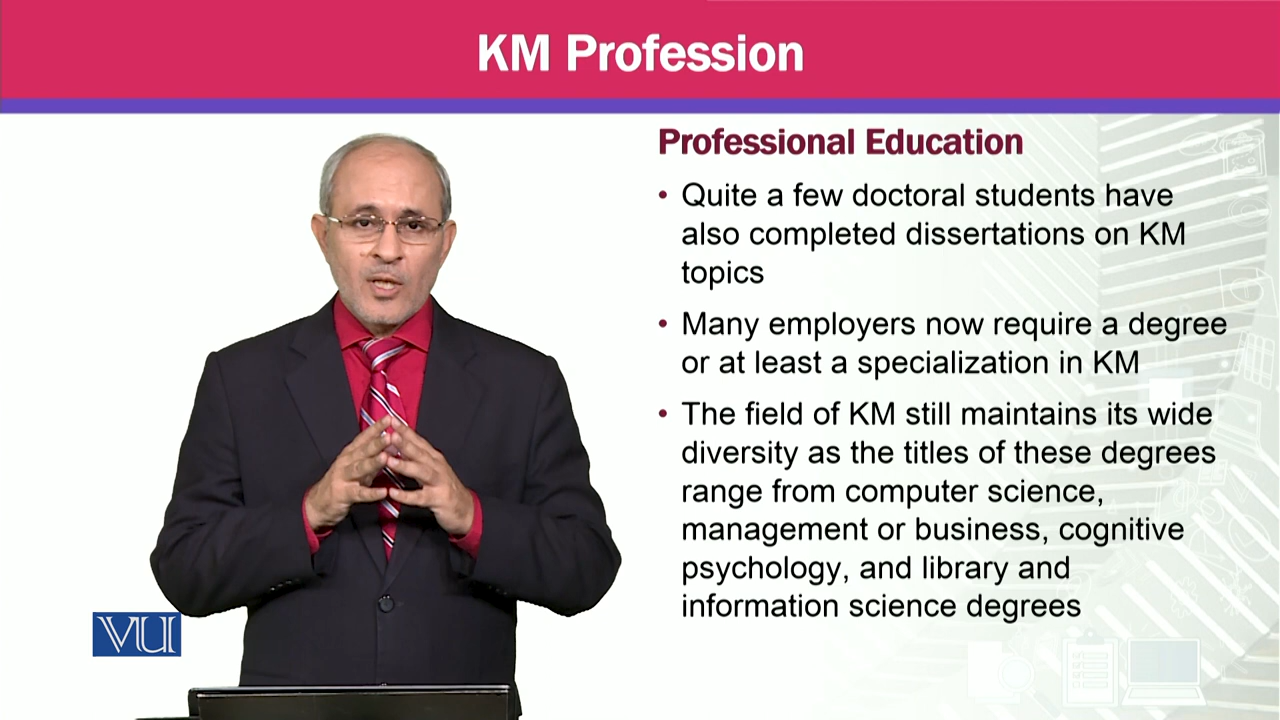 KM Profession
Professional Education
• Quite a few doctoral students have
also completed dissertations on KM
topics
• Many employers now require a degree
or at least a specialization in KM
• The field of KM still maintains its wide
diversity as the titles of these degrees
range from computer science,
management or business, cognitive
psychology, and library and
information science degrees
VU